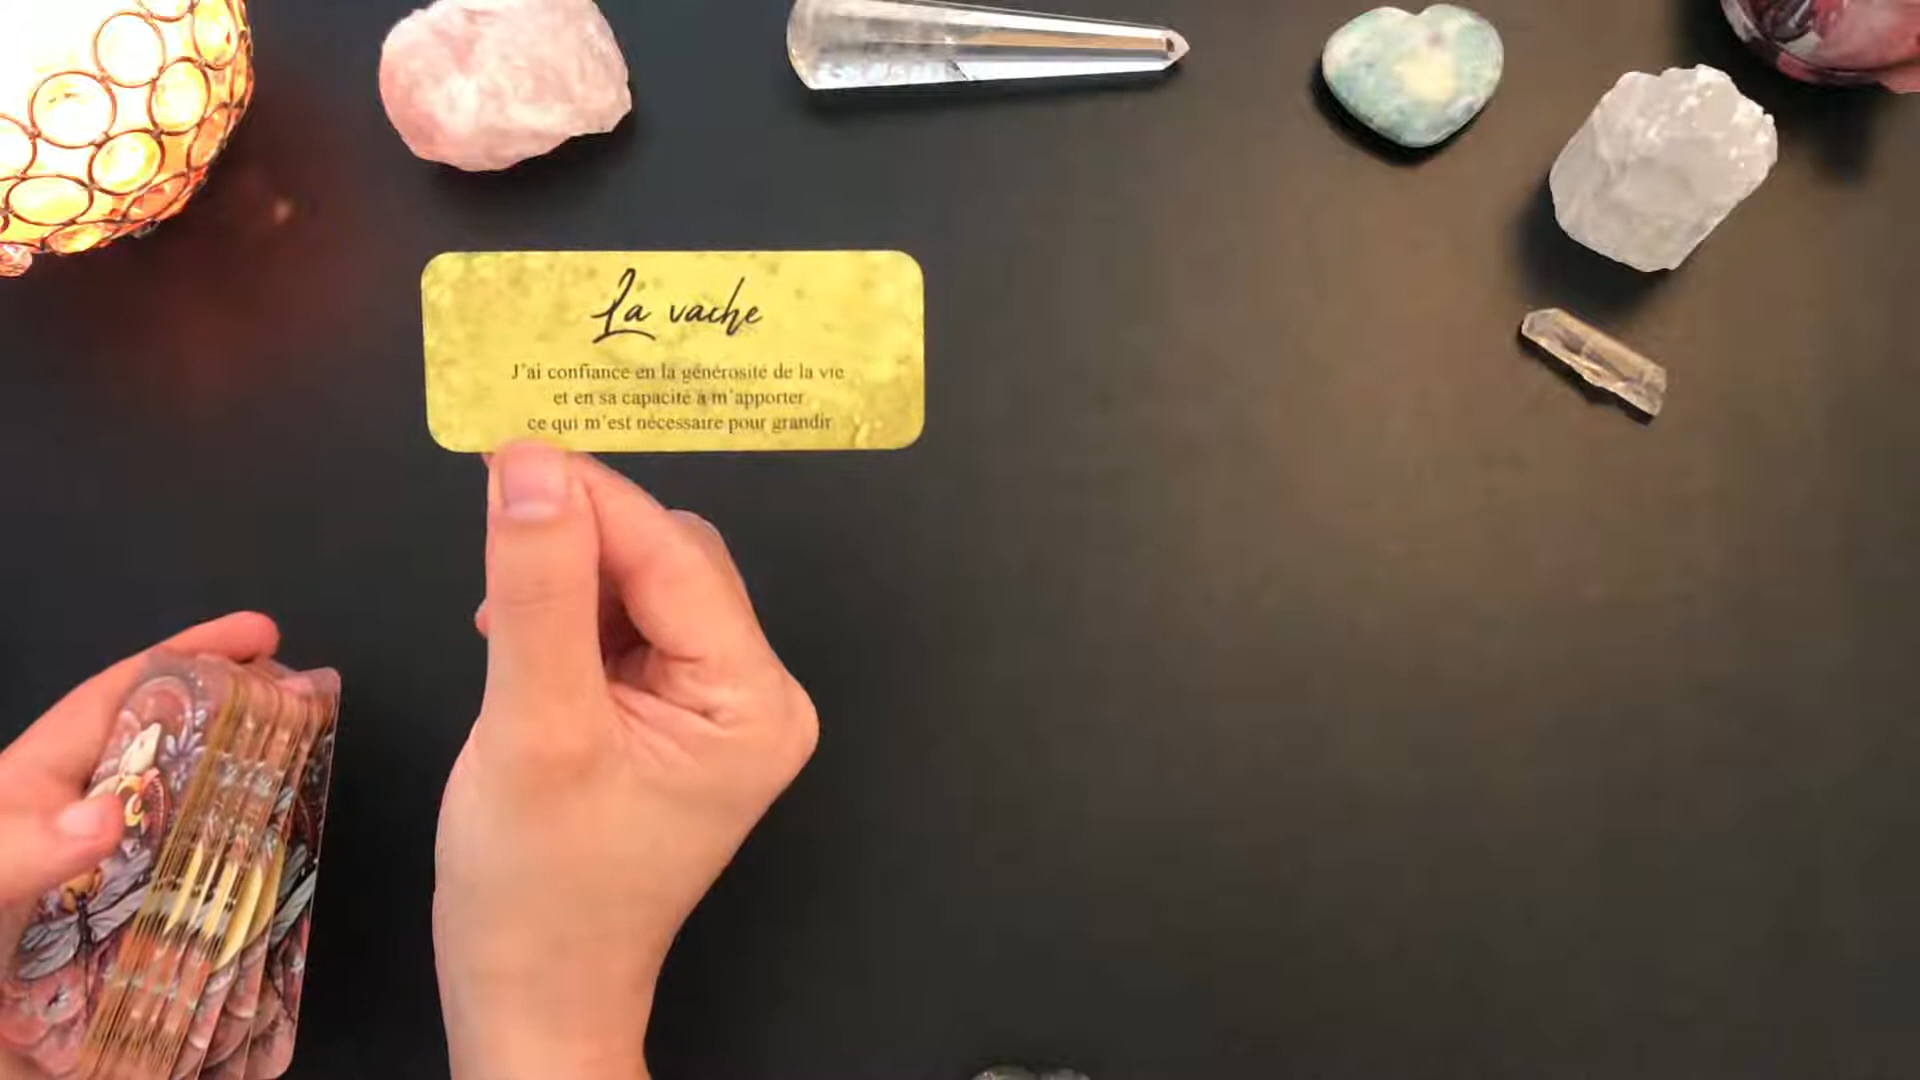 La vache
J'ai confiance en la générosité de la vie
et en sa capacité à m'apporter
ce qui m'est nécessaire pour grandir